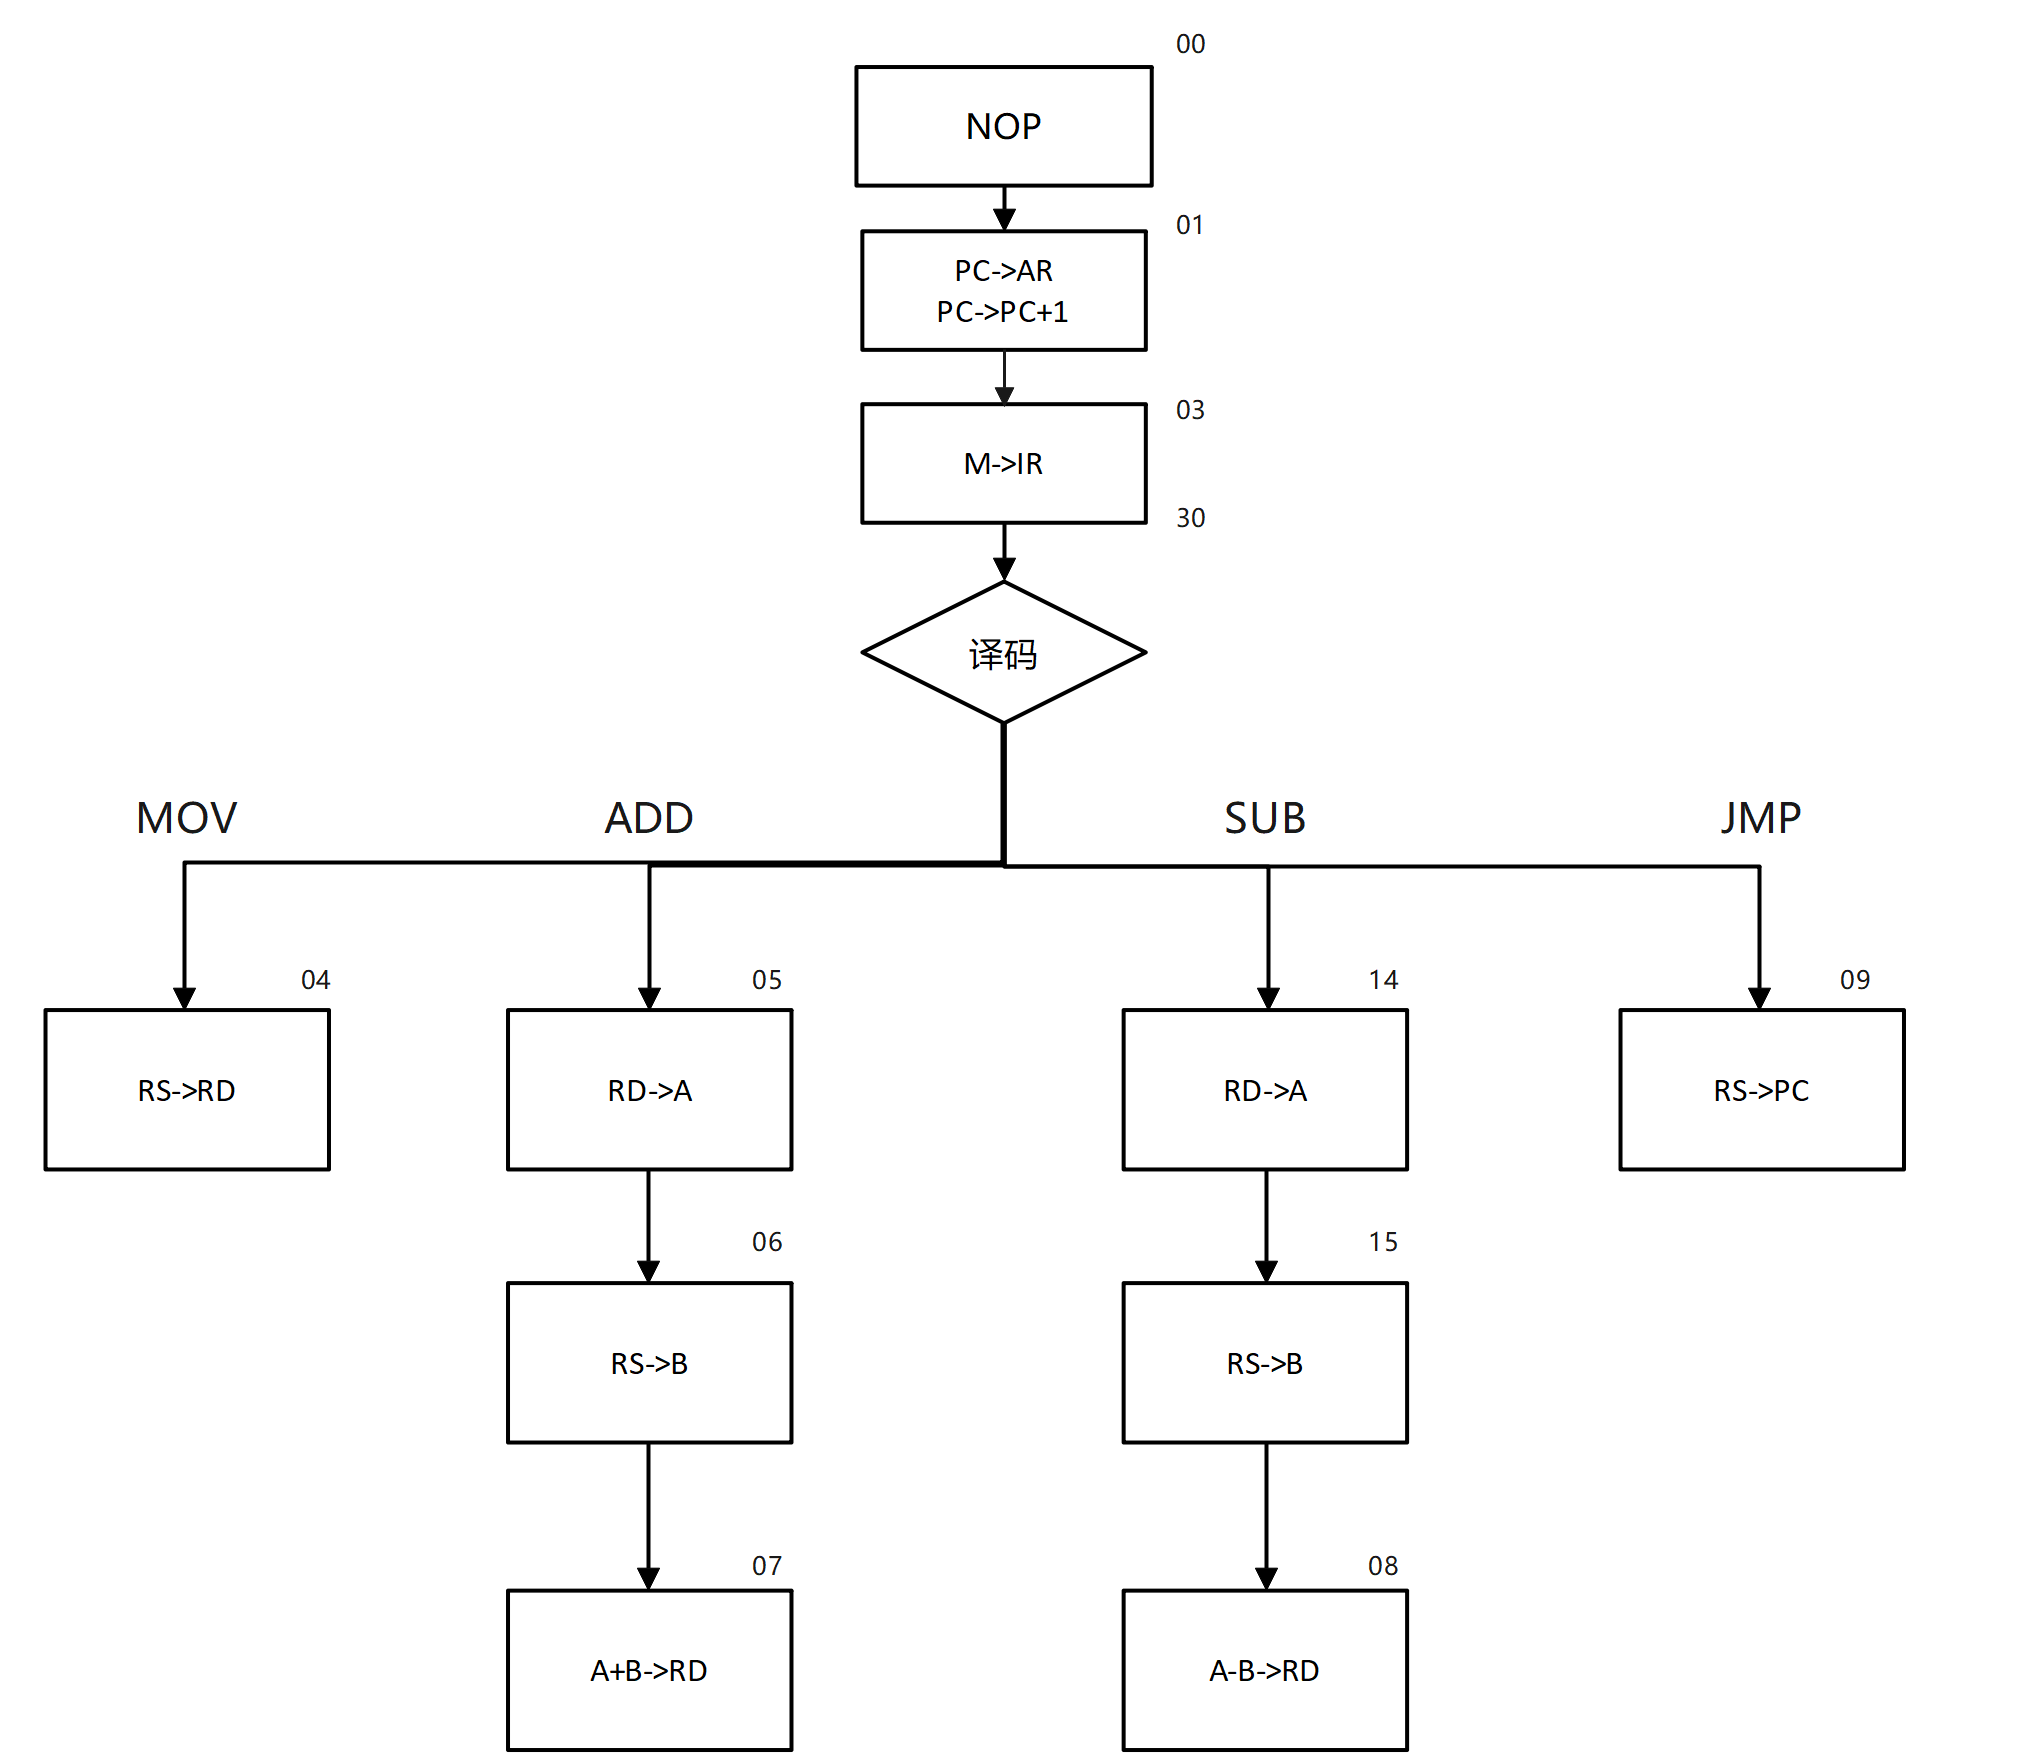 00
NOP
01
PC->AR
PC->PC+1
03
M->IR
30
译码
MOV
ADD
SUB
JMP
04
05
14
09
RS->RD
RD->A
RD->A
RS->PC
06
15
RS->B
RS->B
07
08
A+B->RD
A-B->RD